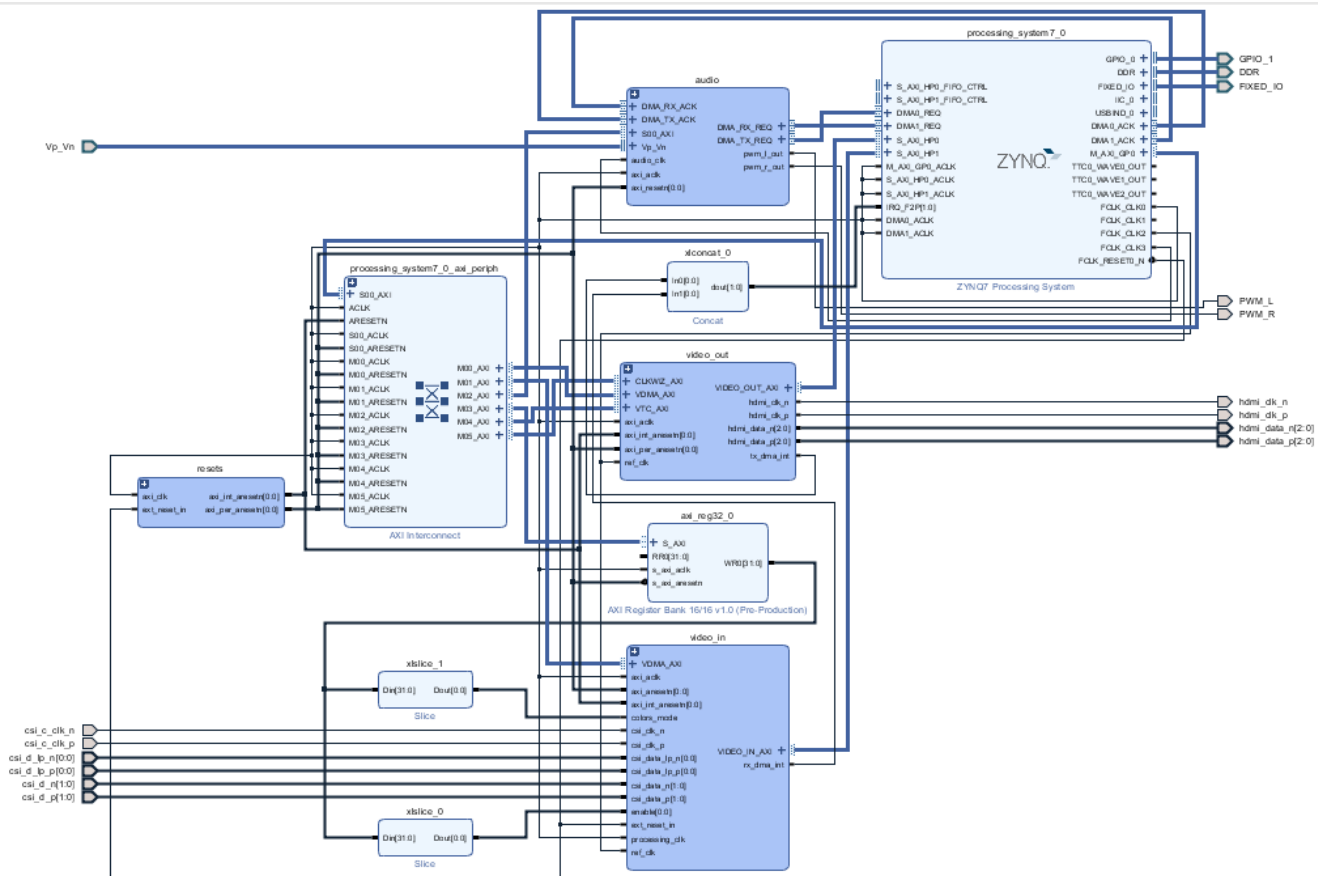 processing_system7_0
GPIO_0
DDR
FIXED_IO
IIC_0
USBIND_0
DMA0_ACK
DMA1_ACK
M_AXI_GP0
TTC0_WAVE0_OUT
TTC0_WAVE1_OUT
TTC0_WAVE2_OUT
FCLK_CLK0
FCLK_CLK1
FCLK_CLK2
FCLK_CLK3
FCLK_RESET0_N
S_AXI_HP0_FIFO_CTRL
S_AXI_HP1_FIFO_CTRL
DMA0_REQ
DMA1_REQ
S_AXI_HP0
S_AXI_HP1
M_AXI_GP0_ACLK
S_AXI_HP0_ACLK
S_AXI_HP1_ACLK
IRQ_F2P[1:0]
DMA0_ACLK
DMA1_ACLK
ZYNQ
ZYNQ7 Processing System
GPIO_1
DDR
FIXED_IO
audio
DMA_RX_ACK
DMA_TX_ACK
S00_AXI
Vp_Vn
audio_clk
axi_aclk
axi_resetn[0:0]
DMA_RX_REQ
DMA_TX_REQ
pwm_l_out
pwm_r_out
Vp_Vn
xlconcat_0
In0[0:0]
In1[0:0]
dout[1:0]
Concat
PWM_L
PWM_R
processing_system7_0_axi_periph
S00_AXI
ACLK
ARESETN
S00_ACLK
S00_ARESETN
M00_ACLK
M00_ARESETN
M01_ACLK
M01_ARESETN
M02_ACLK
M02_ARESETN
M03_ACLK
M03_ARESETN
M04_ACLK
M04_ARESETN
M05_ACLK
M05_ARESETN
M00_AXI
M01_AXI
M02_AXI
M03_AXI
M04_AXI
M05_AXI
AXI Interconnect
video_out
CLKWIZ_AXI
VDMA_AXI
VTC_AXI
axi_aclk
axi_int_aresetn[0:0]
axi_per_aresetn[0:0]
ref_clk
VIDEO_OUT_AXI
hdmi_clk_n
hdmi_clk_p
hdmi_data_n[2:0]
hdmi_data_p[2:0]
tx_dma_int
hdmi_clk_n
hdmi_clk_p
hdmi_data_n[2:0]
hdmi_data_p[2:0]
resets
axi_clk
ext_reset_in
axi_int_aresetn[0:0]
axi_per_aresetn[0:0]
axi_reg32_0
S_AXI
RR0[31:0]
s_axi_aclk
s_axi_aresetn
WR0[31:0]
AXI Register Bank 16/16 v1.0 (Pre-Production)
video_in
VDMA_AXI
axi_aclk
axi_aresetn[0:0]
axi_int_aresetn[0:0]
colors_mode
csi_clk_n
csi_clk_p
csi_data_lp_n[0:0]
csi_data_lp_p[0:0]
csi_data_n[1:0]
csi_data_p[1:0]
enable[0:0]
ext_reset_in
processing_clk
ref_clk
VIDEO_IN_AXI
rx_dma_int
xlslice_1
Din[31:0]
Dout[0:0]
Slice
csi_c_clk_n
csi_c_clk_p
csi_d_lp_n[0:0]
csi_d_lp_p[0:0]
csi_d_n[1:0]
csi_d_p[1:0]
xlslice_0
Din[31:0]
Dout[0:0]
Slice